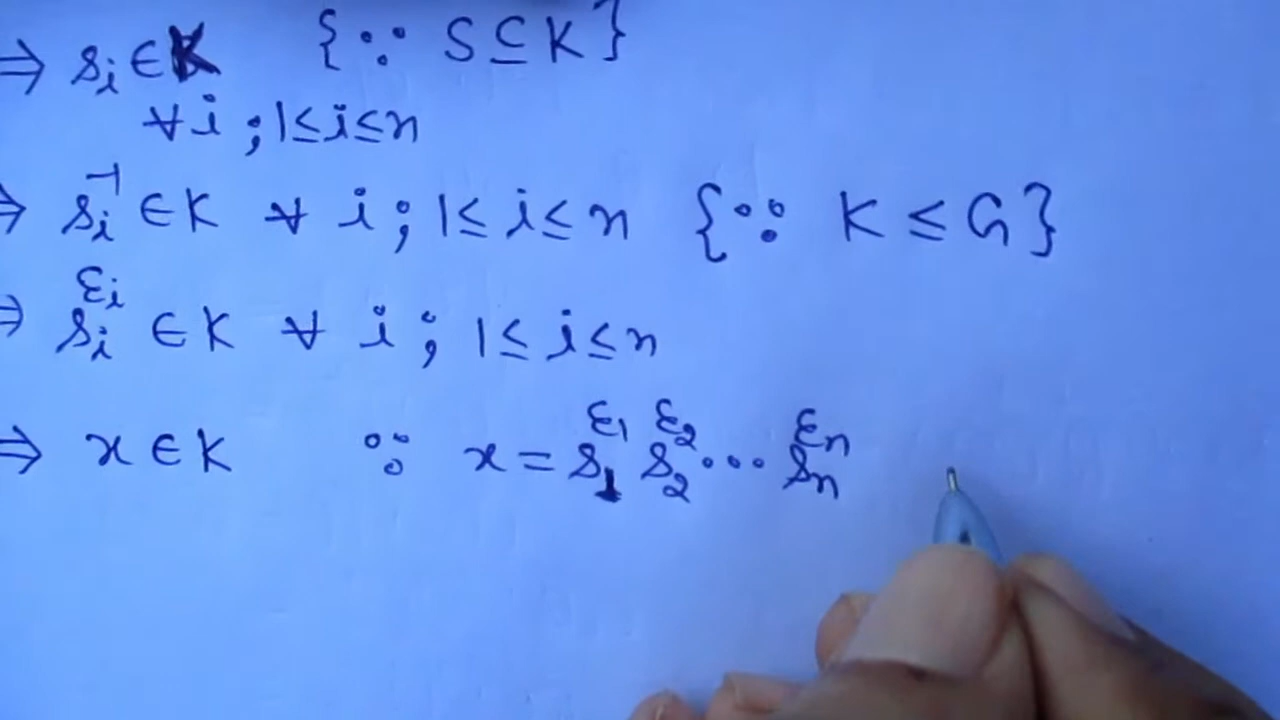 ⇒ sᵢ ∈ K {∵ S ⊆ K}
∀ i ; 1 ≤ i ≤ n
⇒ sᵢ⁻¹ ∈ K ∀ i ; 1 ≤ i ≤ n {∵ K ≤ G}
⇒ sᵢ^εᵢ ∈ K ∀ i ; 1 ≤ i ≤ n
⇒ x ∈ K ∵ x = s₁^ε₁ s₂^ε₂ ... sₙ^εₙ